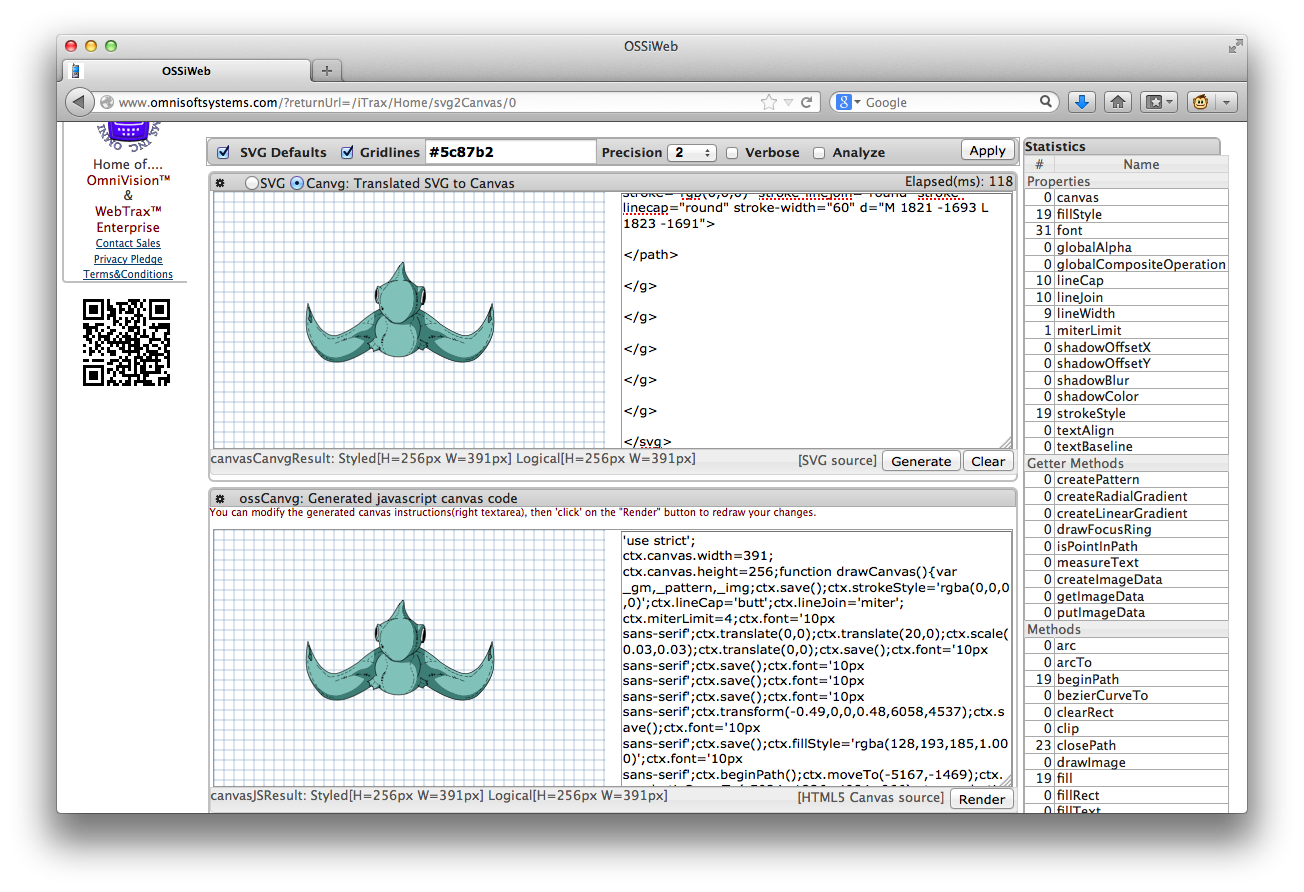 OSSiWeb
OSSiWeb
www.omnisoftsystems.com/?returnUrl=/iTrax/Home/svg2Canvas/0
Google
Home of....
OmniVision™
&
WebTrax™
Enterprise
Contact Sales
Privacy Pledge
Terms&Conditions
SVG Defaults Gridlines #5c87b2 Precision 2 Verbose Analyze Apply
SVG Canvg: Translated SVG to Canvas Elapsed(ms): 118
linecap="round" stroke-width="60" d="M 1821 -1693 L
1823 -1691">
</path>
</g>
</g>
</g>
</g>
</g>
</svg>
canvasCanvgResult: Styled[H=256px W=391px] Logical[H=256px W=391px] [SVG source] Generate Clear
ossCanvg: Generated javascript canvas code
You can modify the generated canvas instructions(right textarea), then 'click' on the "Render" button to redraw your changes.
'use strict';
ctx.canvas.width=391;
ctx.canvas.height=256;function drawCanvas(){var
_gm,_pattern,_img;ctx.save();ctx.strokeStyle='rgba(0,0,0
,0)';ctx.lineCap='butt';ctx.lineJoin='miter';
ctx.miterLimit=4;ctx.font='10px
sans-serif';ctx.translate(0,0);ctx.translate(20,0);ctx.scale(
0.03,0.03);ctx.translate(0,0);ctx.save();ctx.font='10px
sans-serif';ctx.save();ctx.font='10px
sans-serif';ctx.save();ctx.font='10px
sans-serif';ctx.save();ctx.font='10px
sans-serif';ctx.transform(-0.49,0,0,0.48,6058,4537);ctx.s
ave();ctx.font='10px
sans-serif';ctx.save();ctx.fillStyle='rgba(128,193,185,1.00
0)';ctx.font='10px
sans-serif';ctx.beginPath();ctx.moveTo(-5167,-1469);ctx.
canvasJSResult: Styled[H=256px W=391px] Logical[H=256px W=391px] [HTML5 Canvas source] Render
Statistics
# Name
Properties
0 canvas
19 fillStyle
31 font
0 globalAlpha
0 globalCompositeOperation
10 lineCap
10 lineJoin
9 lineWidth
1 miterLimit
0 shadowOffsetX
0 shadowOffsetY
0 shadowBlur
0 shadowColor
19 strokeStyle
0 textAlign
0 textBaseline
Getter Methods
0 createPattern
0 createRadialGradient
0 createLinearGradient
0 drawFocusRing
0 isPointInPath
0 measureText
0 createImageData
0 getImageData
0 putImageData
Methods
0 arc
0 arcTo
19 beginPath
0 bezierCurveTo
0 clearRect
0 clip
23 closePath
0 drawImage
19 fill
0 fillRect
0 fillText